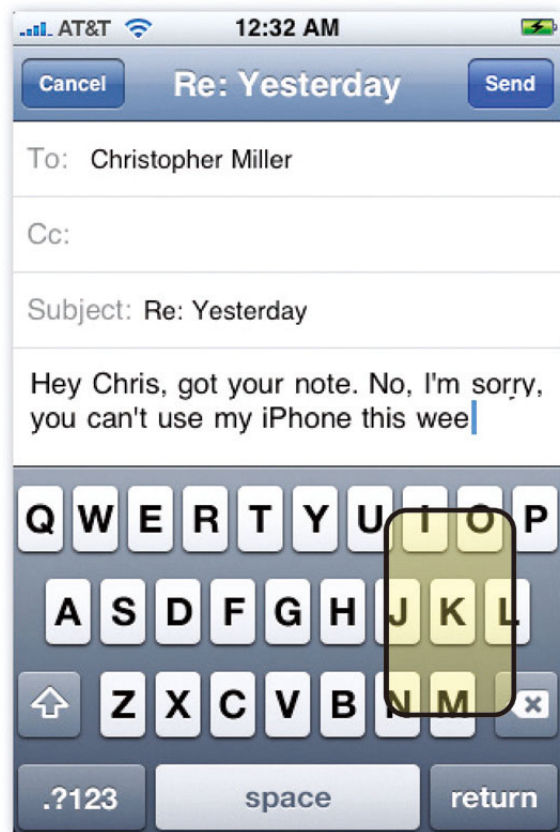 AT&T 12:32 AM
Cancel Re: Yesterday Send
To: Christopher Miller
Cc:
Subject: Re: Yesterday
Hey Chris, got your note. No, I'm sorry,
you can't use my iPhone this wee
Q W E R T Y U I O P
A S D F G H J K L
Z X C V B N M
.?123 space return